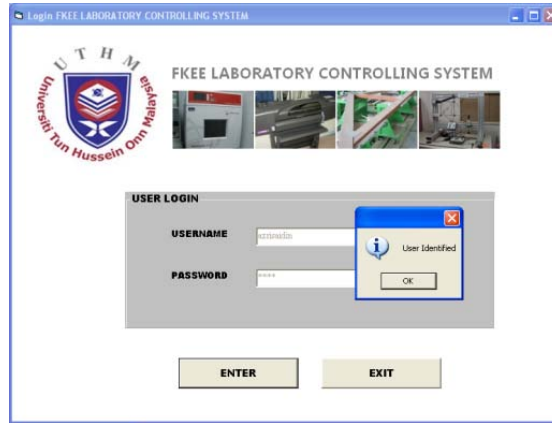 Login FKEE LABORATORY CONTROLLING SYSTEM
UTHM
Universiti Tun Hussein Onn Malaysia
FKEE LABORATORY CONTROLLING SYSTEM
USER LOGIN
USERNAME
PASSWORD ****
User Identified
OK
ENTER EXIT